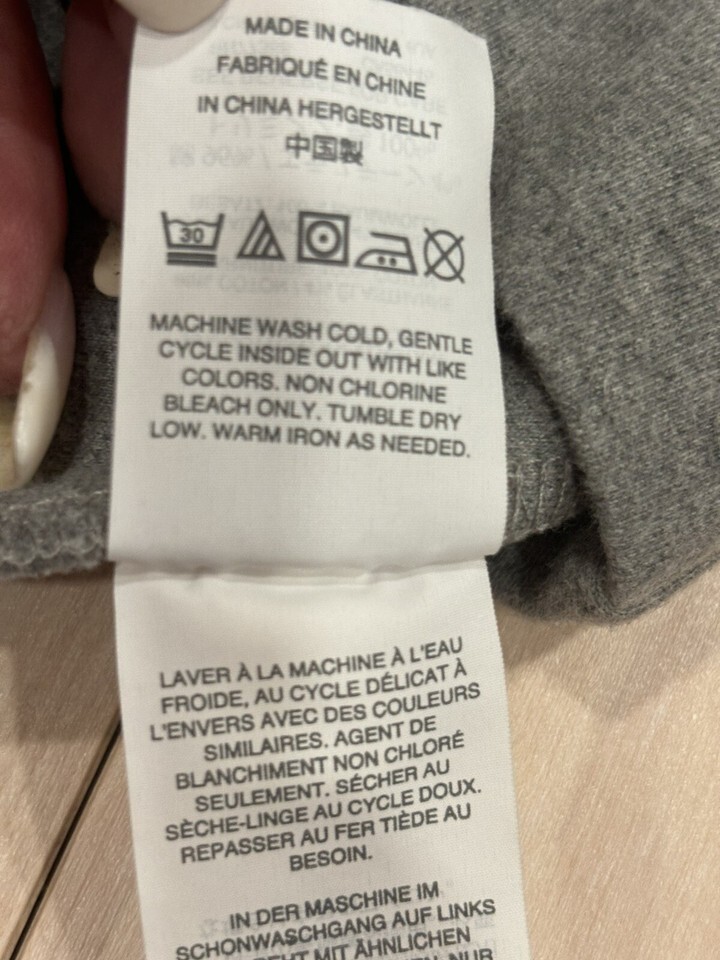 MADE IN CHINA
FABRIQUÉ EN CHINE
IN CHINA HERGESTELLT
中国製
30
MACHINE WASH COLD, GENTLE
CYCLE INSIDE OUT WITH LIKE
COLORS. NON CHLORINE
BLEACH ONLY. TUMBLE DRY
LOW. WARM IRON AS NEEDED.
LAVER À LA MACHINE À L'EAU
FROIDE, AU CYCLE DÉLICAT À
L'ENVERS AVEC DES COULEURS
SIMILAIRES. AGENT DE
BLANCHIMENT NON CHLORÉ
SEULEMENT. SÉCHER AU
SÈCHE-LINGE AU CYCLE DOUX.
REPASSER AU FER TIÈDE AU
BESOIN.
IN DER MASCHINE IM
SCHONWASCHGANG AUF LINKS
MIT ÄHNLICHEN
NUR